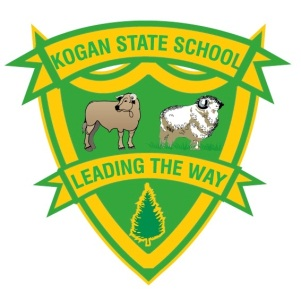 KOGAN STATE SCHOOL
LEADING THE WAY